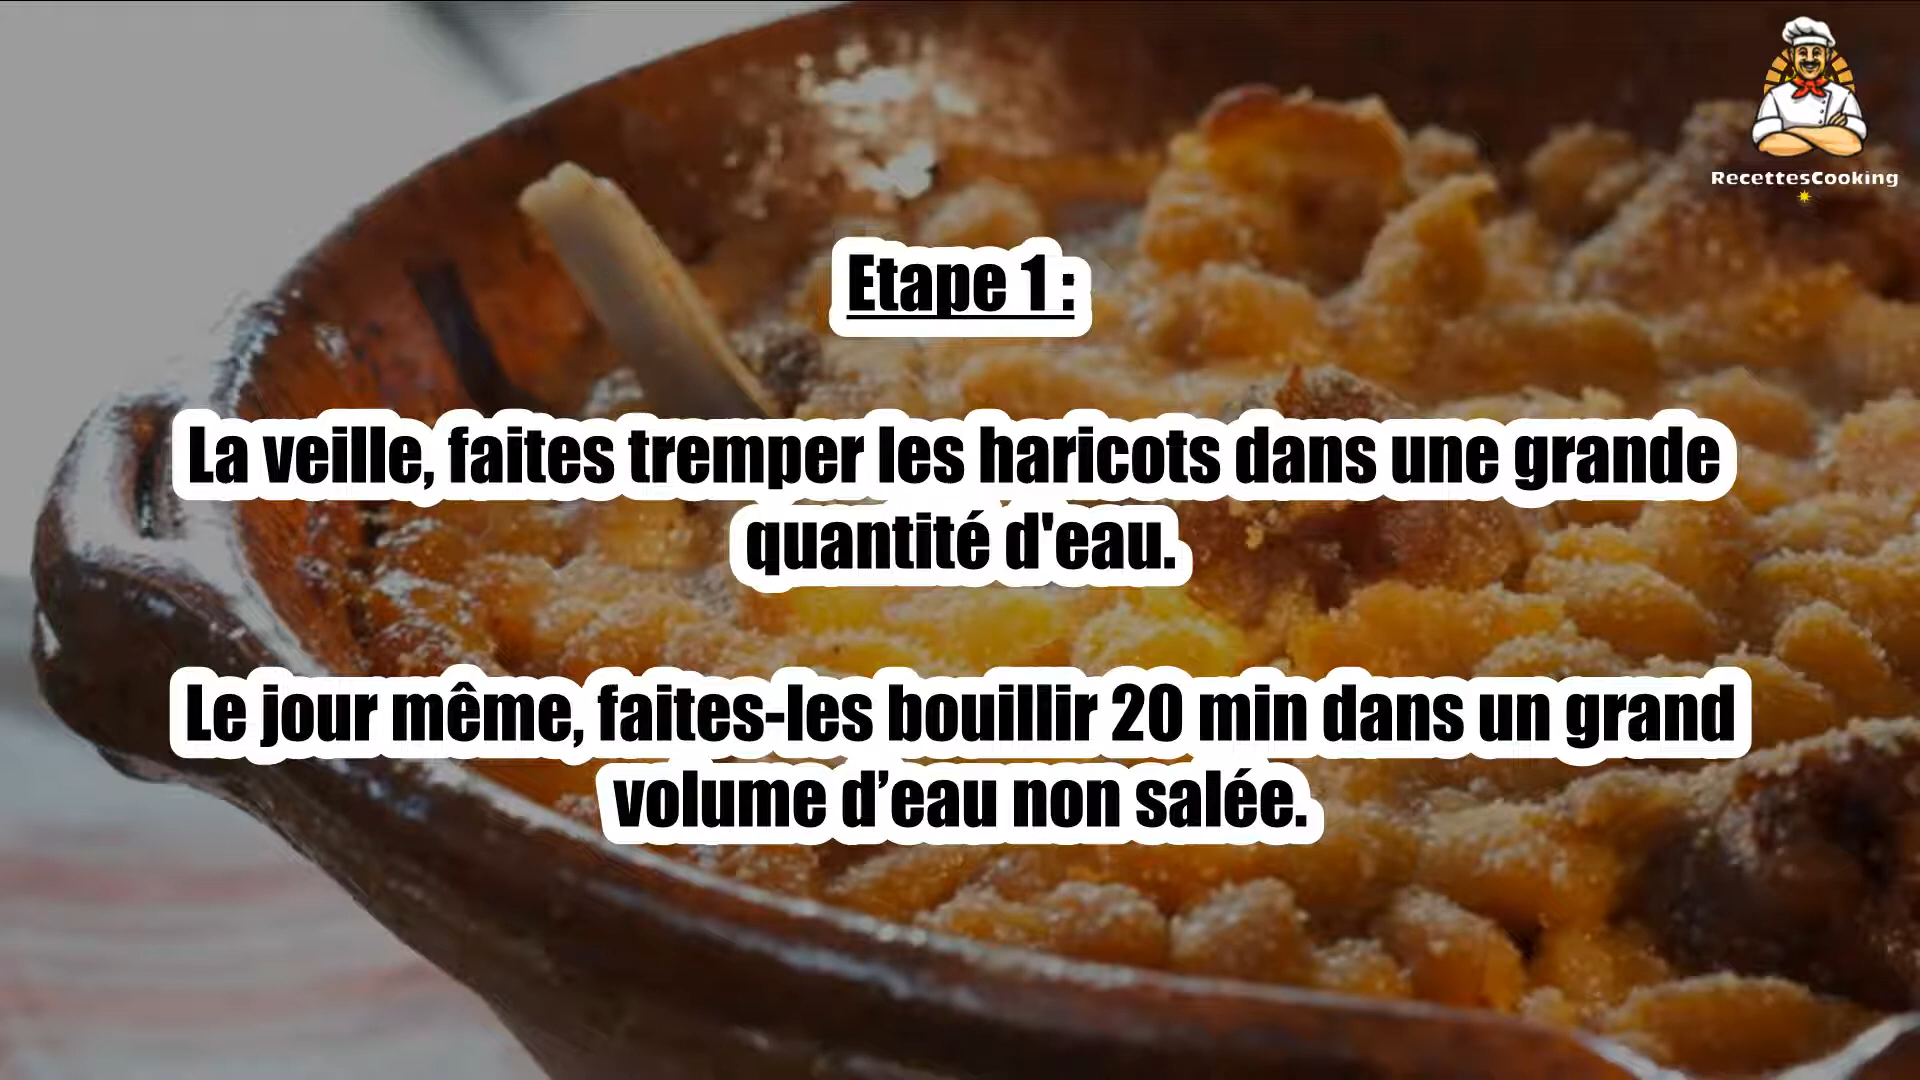 RecettesCooking
Etape 1 :
La veille, faites tremper les haricots dans une grande
quantité d'eau.
Le jour même, faites-les bouillir 20 min dans un grand
volume d’eau non salée.